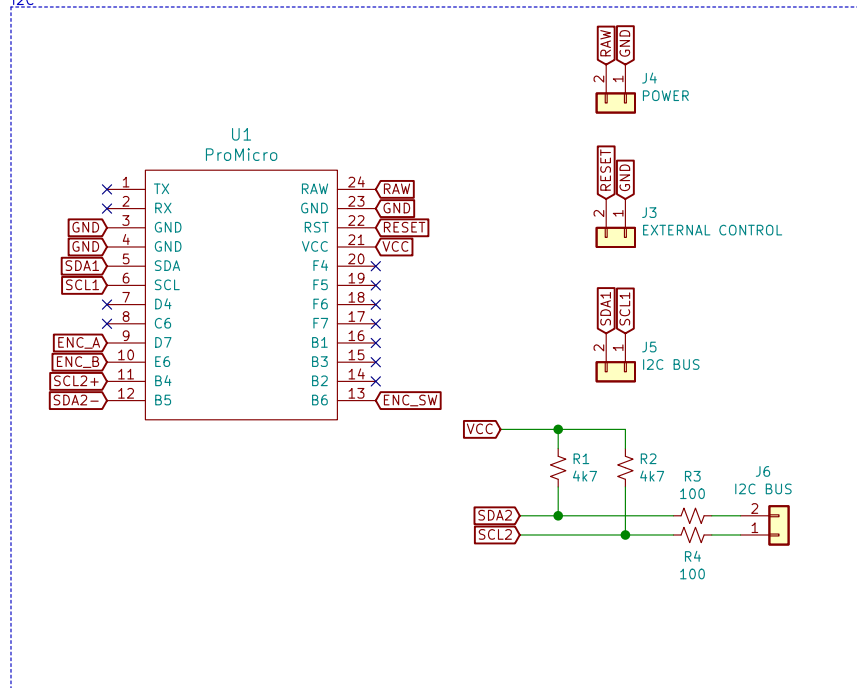 I2C
U1
ProMicro
1 TX RAW 24 RAW
2 RX GND 23 GND
GND 3 GND RST 22 RESET
GND 4 GND VCC 21 VCC
SDA1 5 SDA F4 20
SCL1 6 SCL F5 19
7 D4 F6 18
8 C6 F7 17
ENC_A 9 D7 B1 16
ENC_B 10 E6 B3 15
SCL2+ 11 B4 B2 14
SDA2- 12 B5 B6 13 ENC_SW
RAW GND
2 1
J4
POWER
RESET GND
2 1
J3
EXTERNAL CONTROL
SDA1 SCL1
2 1
J5
I2C BUS
VCC
R1
4k7
R2
4k7
R3
100
J6
I2C BUS
SDA2 2
SCL2 1
R4
100